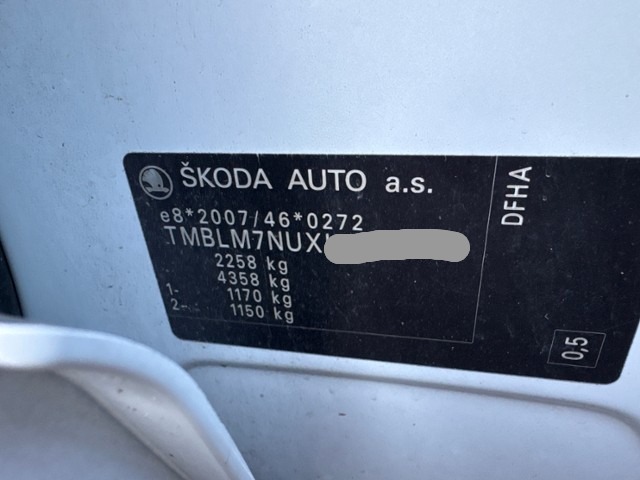 ŠKODA AUTO a.s.
e8*2007/46*0272
TMBLM7NUX
2258 kg
4358 kg
1- 1170 kg
2- 1150 kg
DFHA
0,5